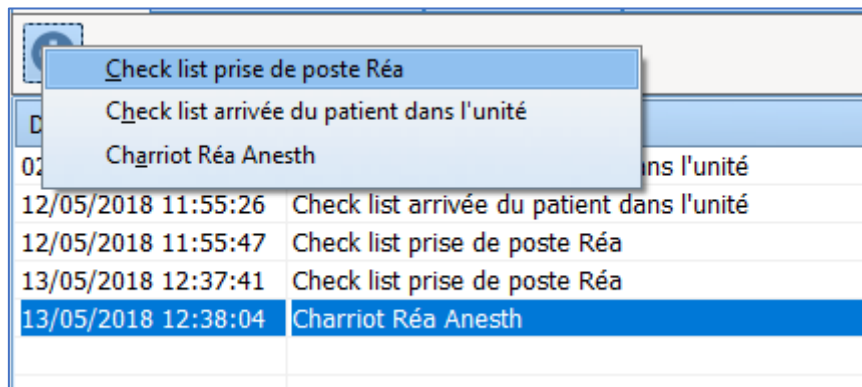 Check list prise de poste Réa
Check list arrivée du patient dans l'unité
Charriot Réa Anesth
D
02 ns l'unité
12/05/2018 11:55:26 Check list arrivée du patient dans l'unité
12/05/2018 11:55:47 Check list prise de poste Réa
13/05/2018 12:37:41 Check list prise de poste Réa
13/05/2018 12:38:04 Charriot Réa Anesth